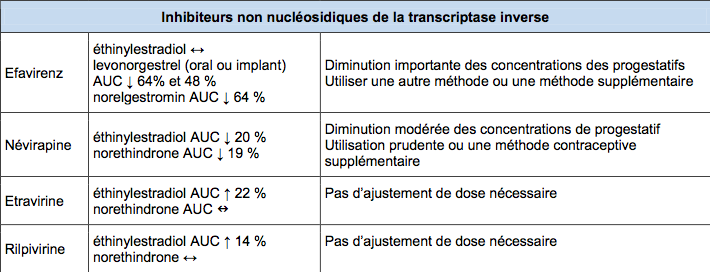 Inhibiteurs non nucléosidiques de la transcriptase inverse
Efavirenz
éthinylestradiol ↔
levonorgestrel (oral ou implant)
AUC ↓ 64% et 48 %
norelgestromin AUC ↓ 64 %
Diminution importante des concentrations des progestatifs
Utiliser une autre méthode ou une méthode supplémentaire
Névirapine
éthinylestradiol AUC ↓ 20 %
norethindrone AUC ↓ 19 %
Diminution modérée des concentrations de progestatif
Utilisation prudente ou une méthode contraceptive
supplémentaire
Etravirine
éthinylestradiol AUC ↑ 22 %
norethindrone AUC ↔
Pas d’ajustement de dose nécessaire
Rilpivirine
éthinylestradiol AUC ↑ 14 %
norethindrone ↔
Pas d’ajustement de dose nécessaire